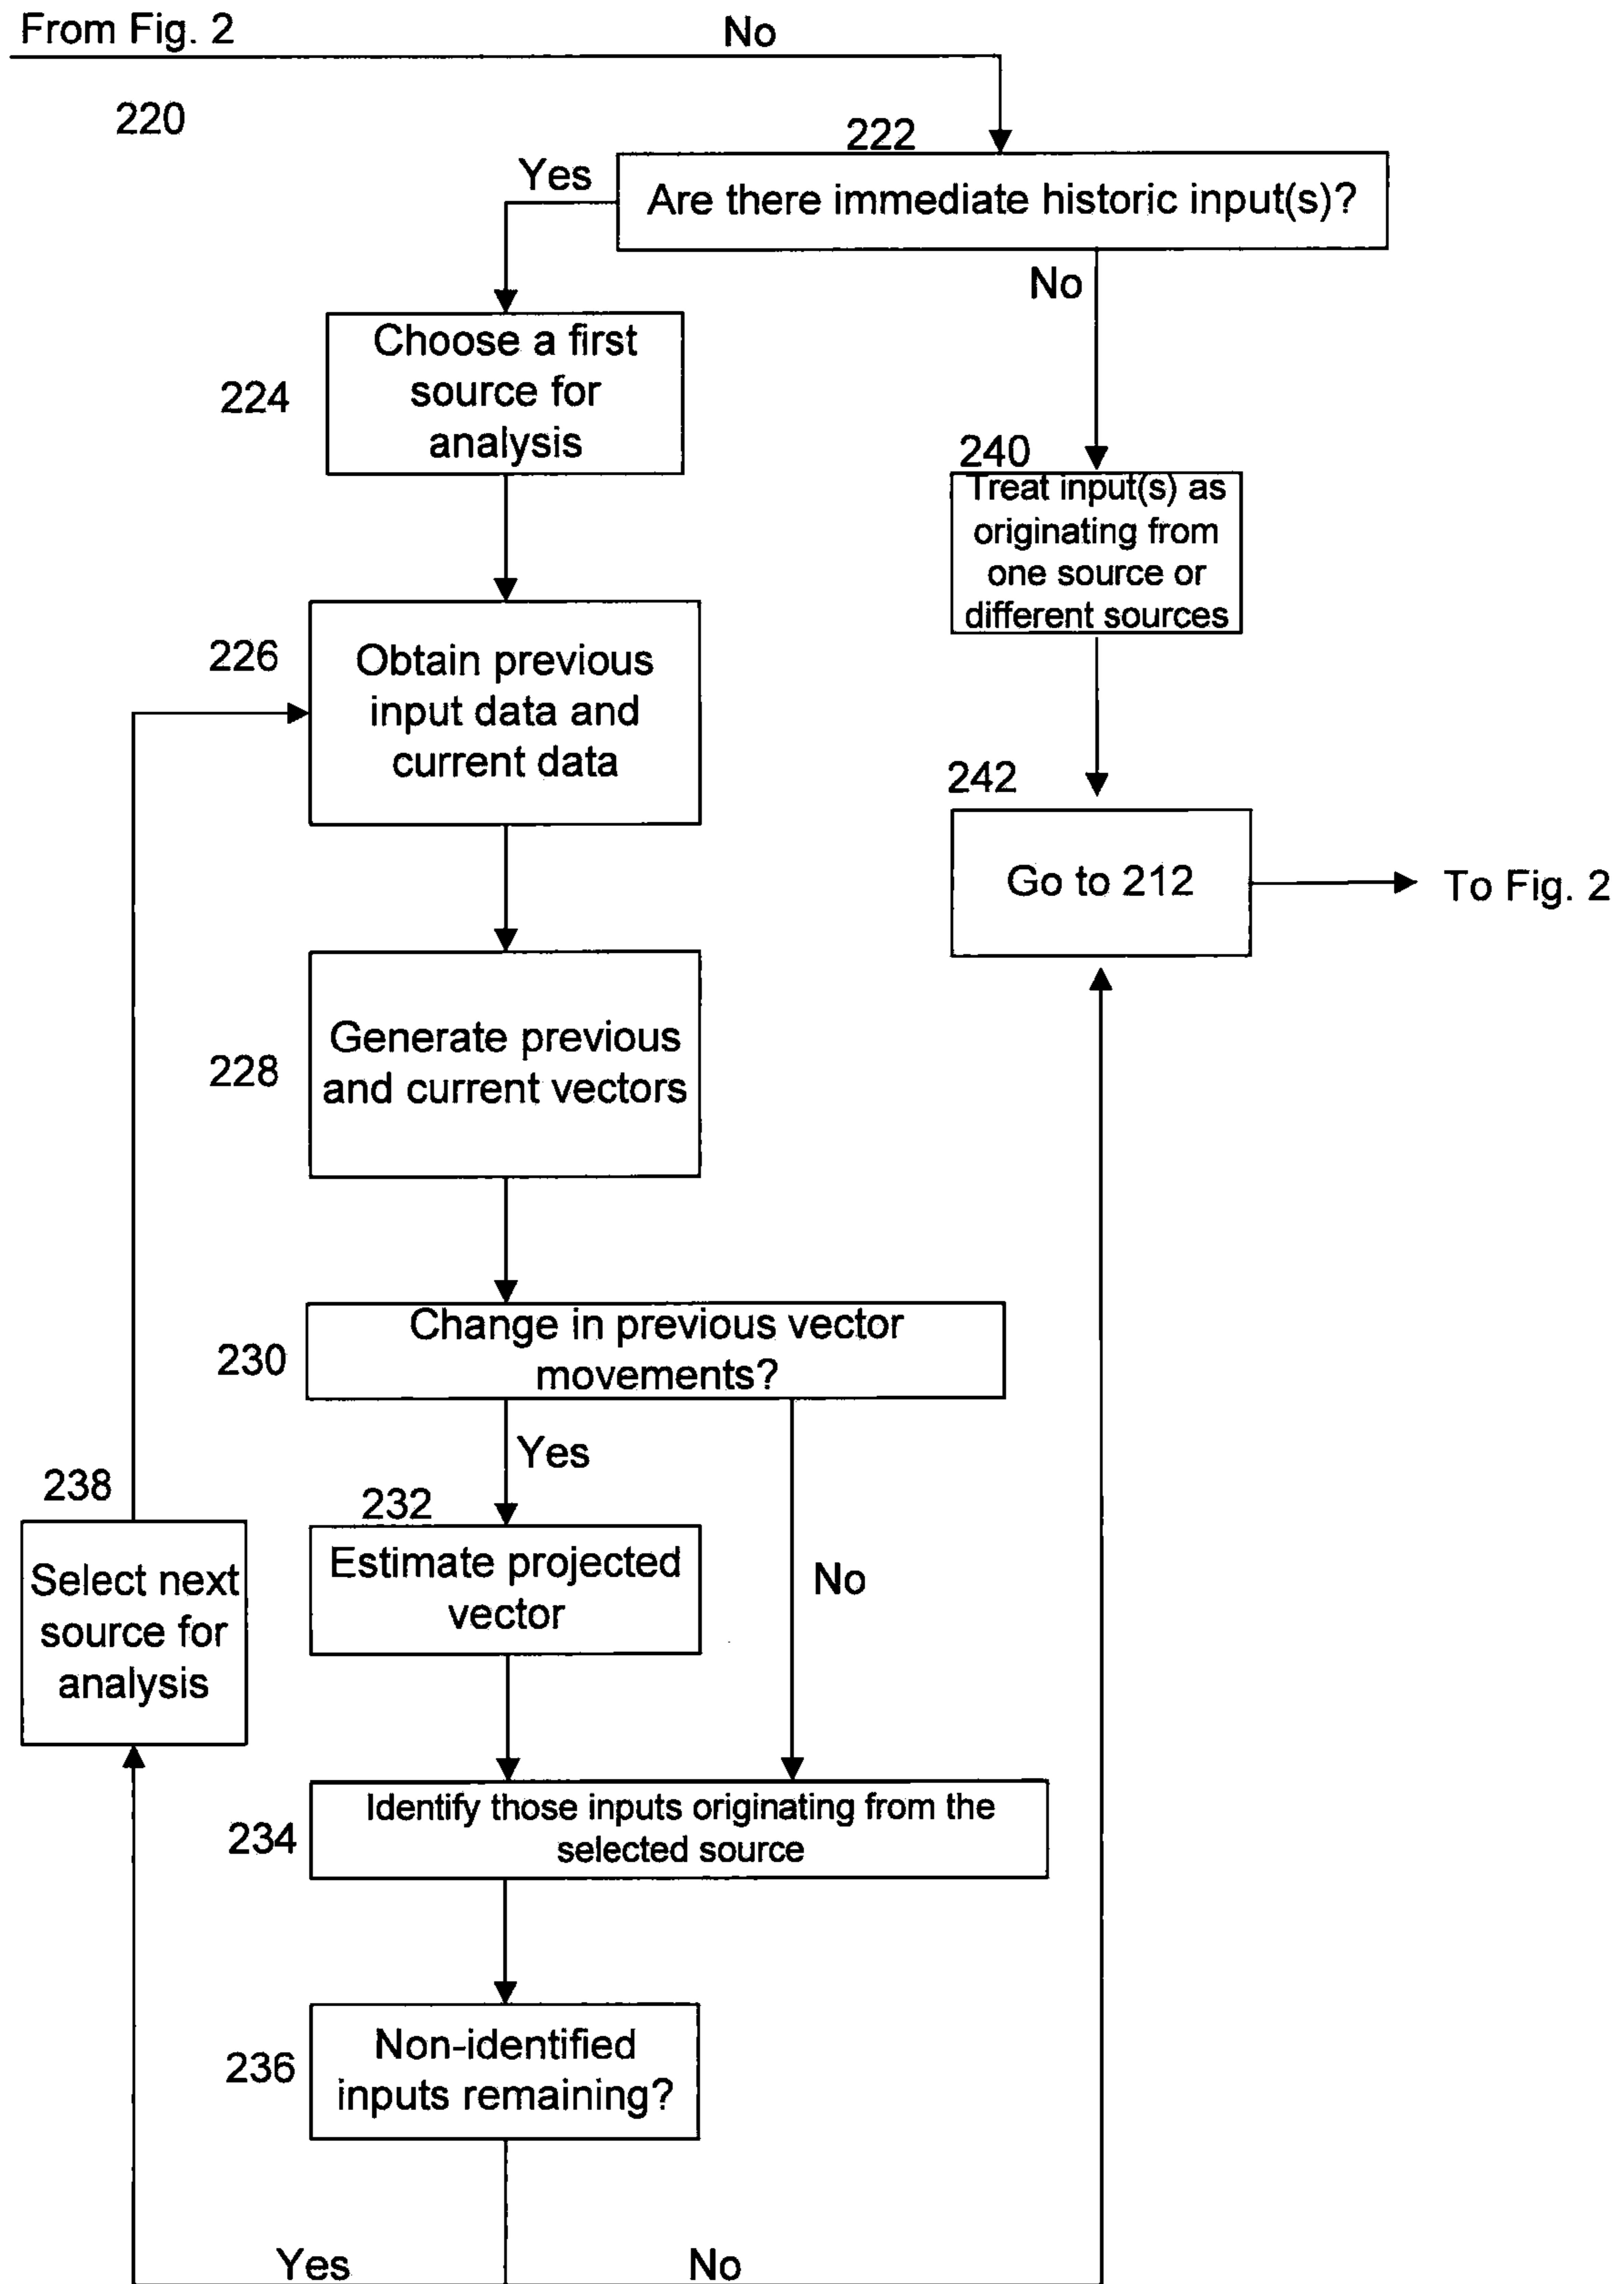 From Fig. 2
No
220
222
Yes
Are there immediate historic input(s)?
No
Choose a first
source for
analysis
224
240
Treat input(s) as
originating from
one source or
different sources
226
Obtain previous
input data and
current data
242
Go to 212
To Fig. 2
228
Generate previous
and current vectors
230
Change in previous vector
movements?
Yes
238
232
Select next
source for
analysis
Estimate projected
vector
No
234
Identify those inputs originating from the
selected source
236
Non-identified
inputs remaining?
Yes
No